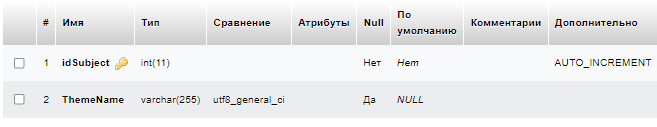 # Имя Тип Сравнение Атрибуты Null По умолчанию Комментарии Дополнительно
1 idSubject int(11) Нет Нет AUTO_INCREMENT
2 ThemeName varchar(255) utf8_general_ci Да NULL